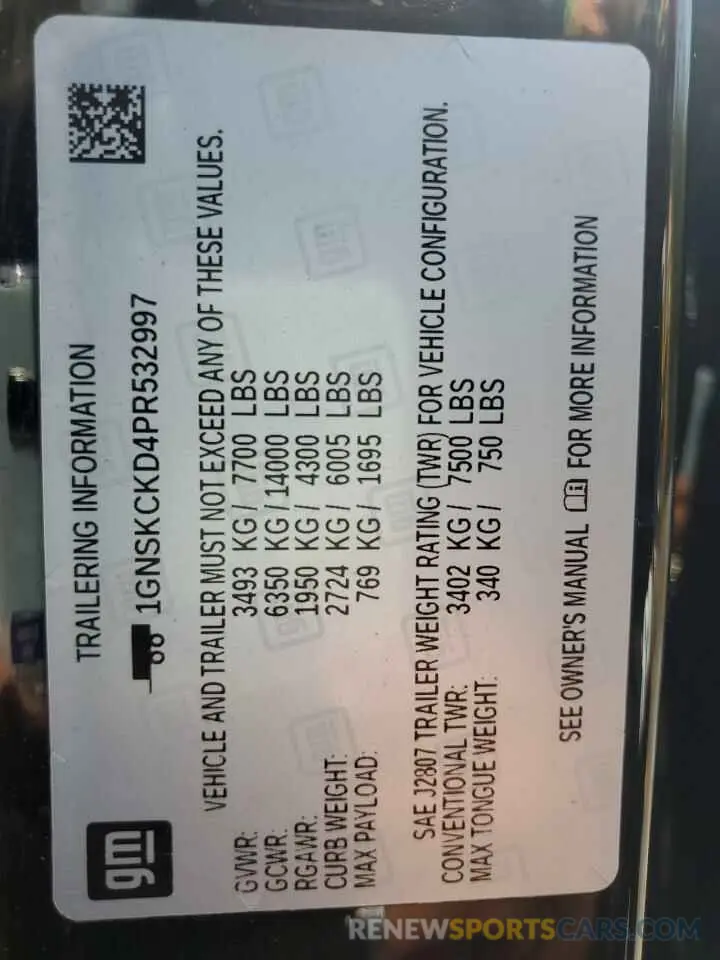 gm
TRAILERING INFORMATION
1GNSKCKD4PR532997
VEHICLE AND TRAILER MUST NOT EXCEED ANY OF THESE VALUES.
GVWR: 3493 KG/ 7700 LBS
GCWR: 6350 KG/14000 LBS
RGAWR: 1950 KG/ 4300 LBS
CURB WEIGHT: 2724 KG/ 6005 LBS
MAX PAYLOAD: 769 KG/ 1695 LBS
SAE J2807 TRAILER WEIGHT RATING (TWR) FOR VEHICLE CONFIGURATION.
CONVENTIONAL TWR: 3402 KG/ 7500 LBS
MAX TONGUE WEIGHT: 340 KG/ 750 LBS
SEE OWNER'S MANUAL FOR MORE INFORMATION
RENEWSPORTSCARS.COM